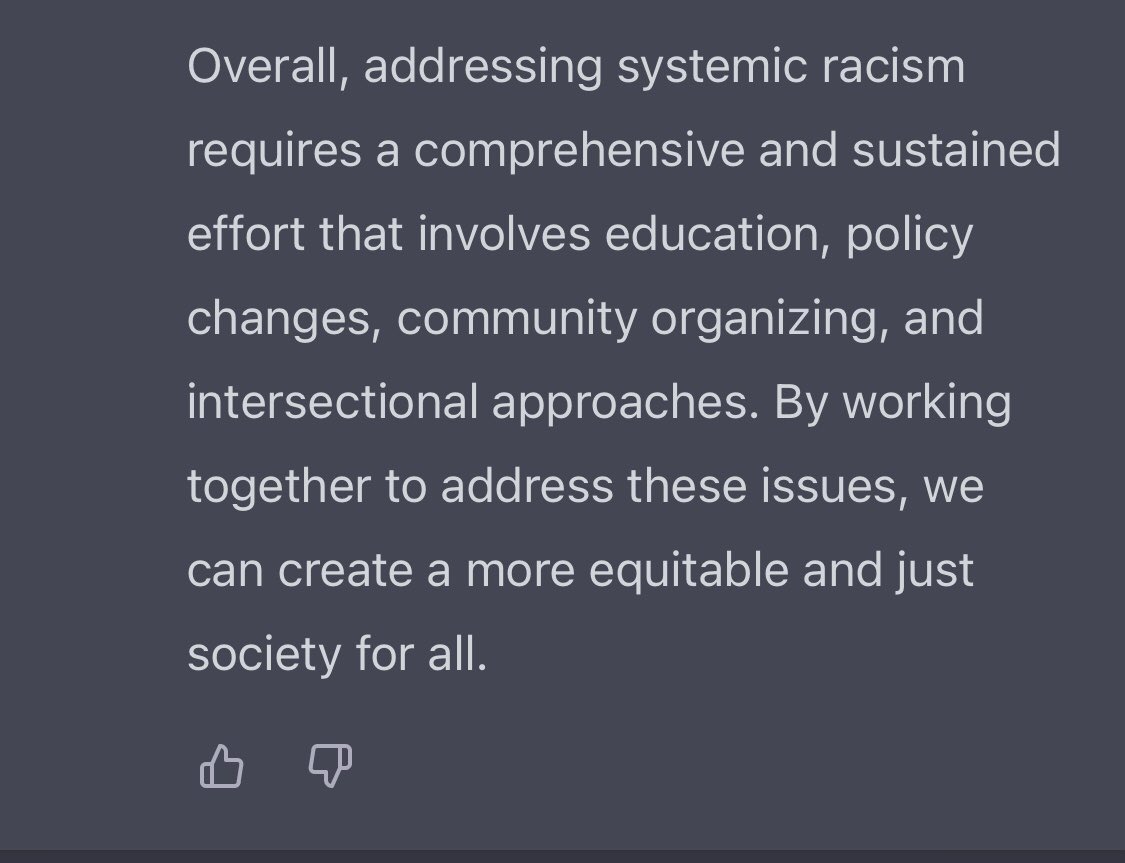 Overall, addressing systemic racism
requires a comprehensive and sustained
effort that involves education, policy
changes, community organizing, and
intersectional approaches. By working
together to address these issues, we
can create a more equitable and just
society for all.